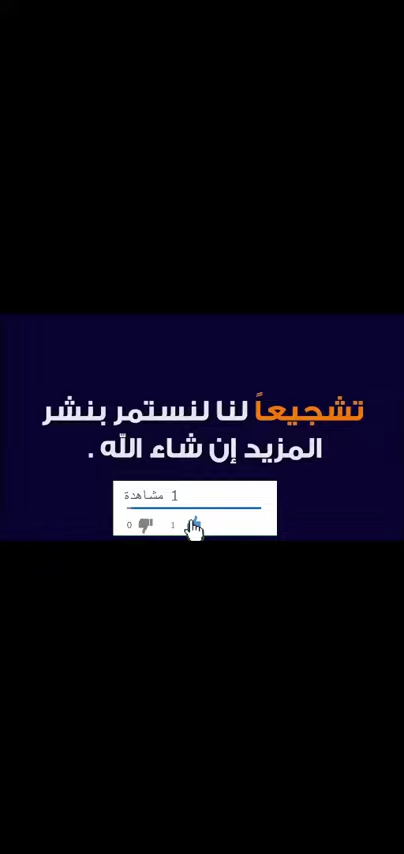 تشجيعاً لنا لنستمر بنشر
المزيد إن شاء الله .
1 مشاهدة
0 1